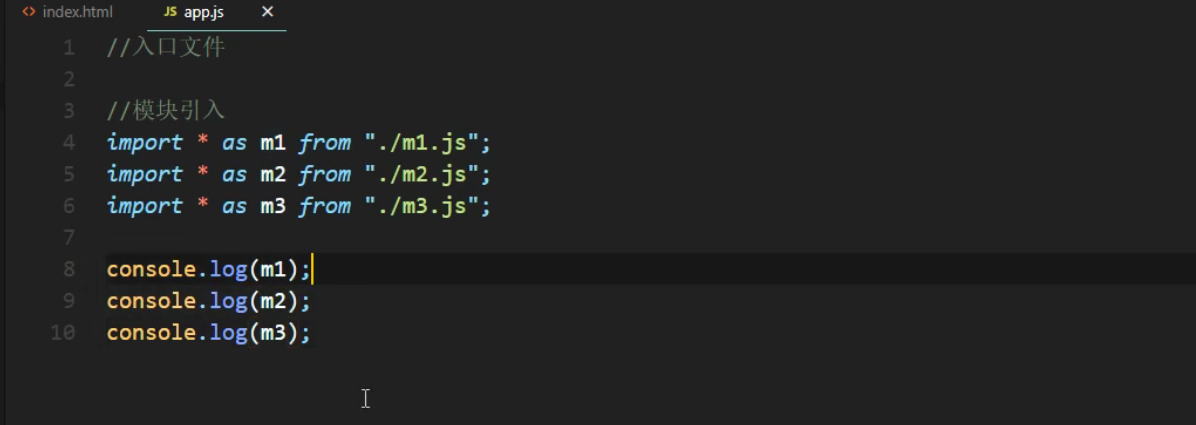 index.html JS app.js
1 //入口文件
2
3 //模块引入
4 import * as m1 from "./m1.js";
5 import * as m2 from "./m2.js";
6 import * as m3 from "./m3.js";
7
8 console.log(m1);
9 console.log(m2);
10 console.log(m3);